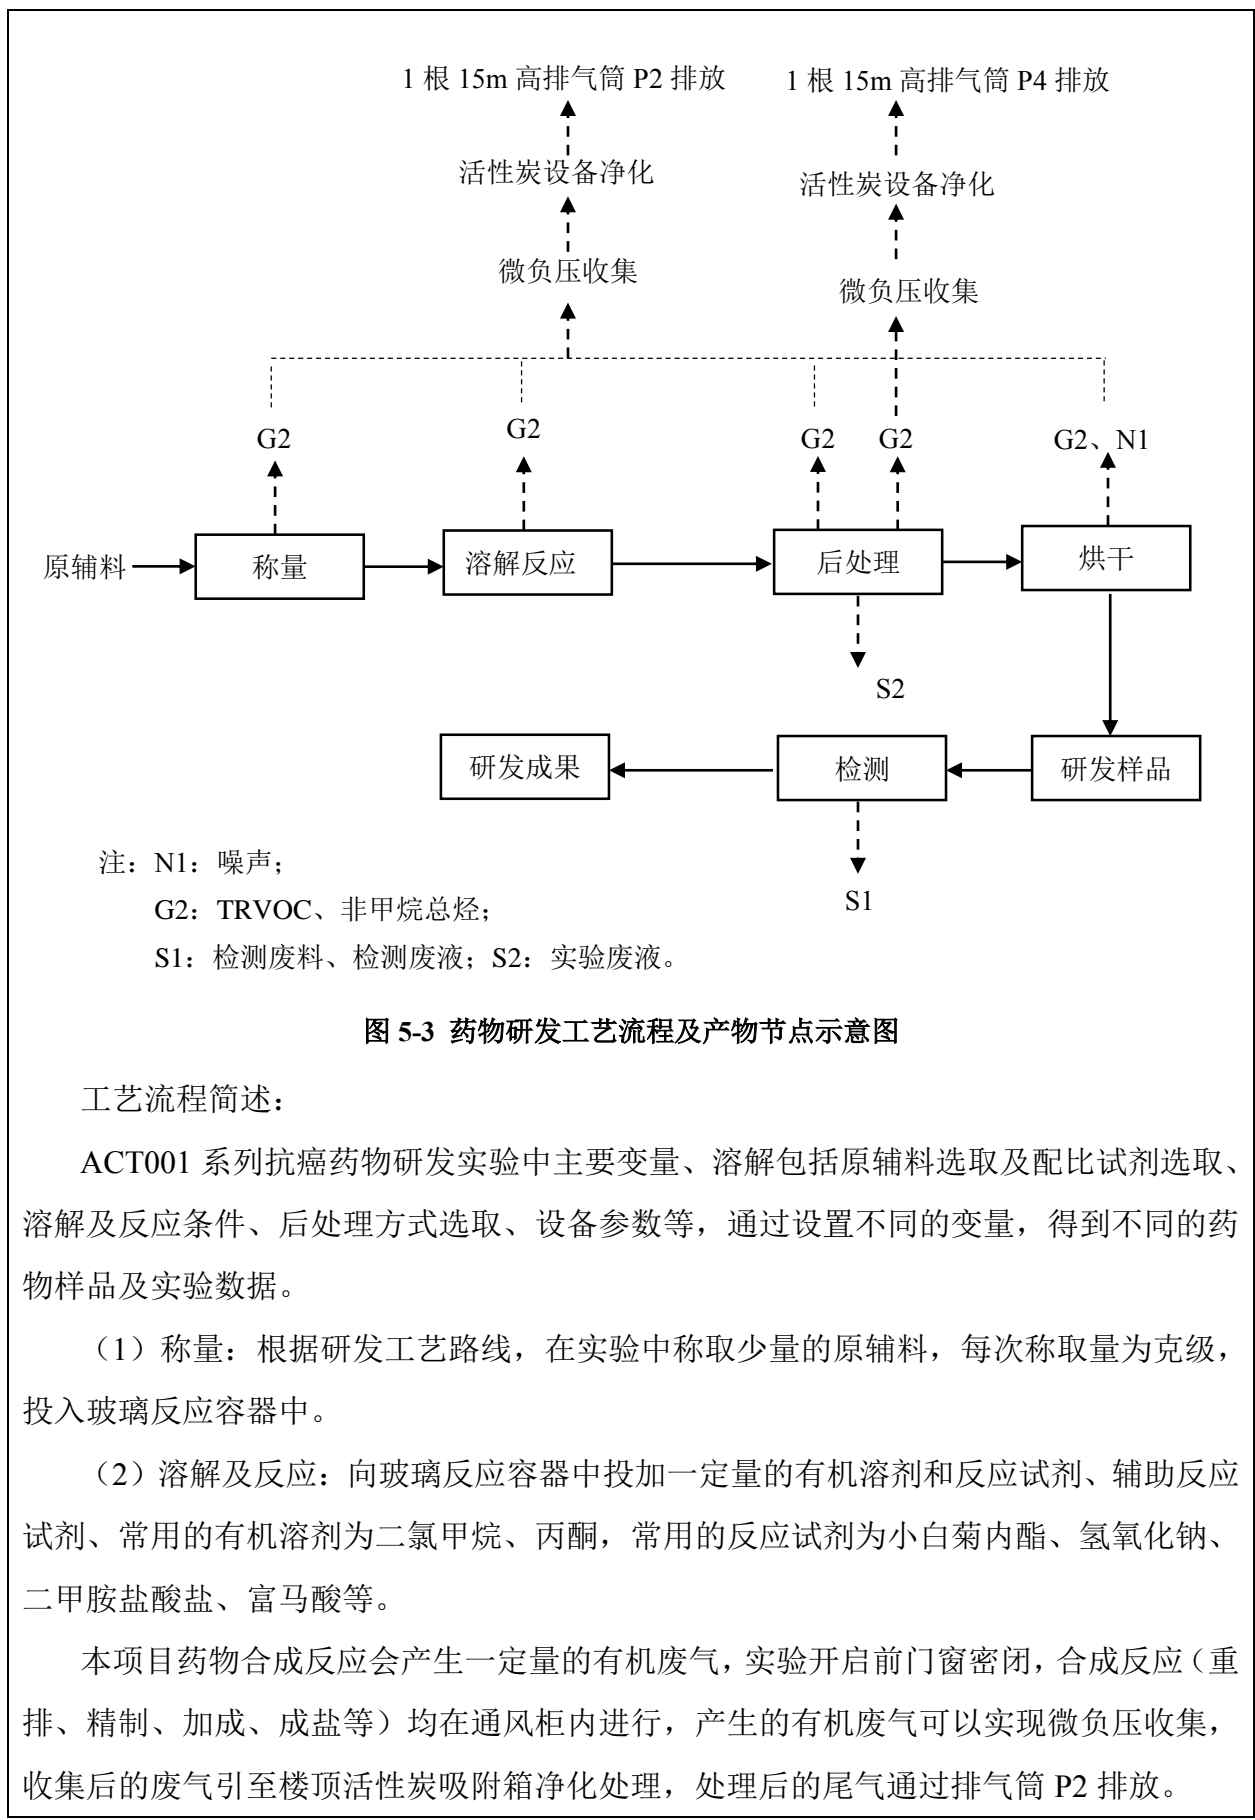 1 根 15m 高排气筒 P2 排放
1 根 15m 高排气筒 P4 排放
活性炭设备净化
活性炭设备净化
微负压收集
微负压收集
G2
G2
G2
G2
G2、N1
原辅料
称量
溶解反应
后处理
烘干
S2
研发成果
检测
研发样品
S1
注：N1：噪声；
G2：TRVOC、非甲烷总烃；
S1：检测废料、检测废液；S2：实验废液。
图 5-3 药物研发工艺流程及产物节点示意图
工艺流程简述：
ACT001 系列抗癌药物研发实验中主要变量、溶解包括原辅料选取及配比试剂选取、
溶解及反应条件、后处理方式选取、设备参数等，通过设置不同的变量，得到不同的药
物样品及实验数据。
（1）称量：根据研发工艺路线，在实验中称取少量的原辅料，每次称取量为克级，
投入玻璃反应容器中。
（2）溶解及反应：向玻璃反应容器中投加一定量的有机溶剂和反应试剂、辅助反应
试剂、常用的有机溶剂为二氯甲烷、丙酮，常用的反应试剂为小白菊内酯、氢氧化钠、
二甲胺盐酸盐、富马酸等。
本项目药物合成反应会产生一定量的有机废气，实验开启前门窗密闭，合成反应（重
排、精制、加成、成盐等）均在通风柜内进行，产生的有机废气可以实现微负压收集，
收集后的废气引至楼顶活性炭吸附箱净化处理，处理后的尾气通过排气筒 P2 排放。